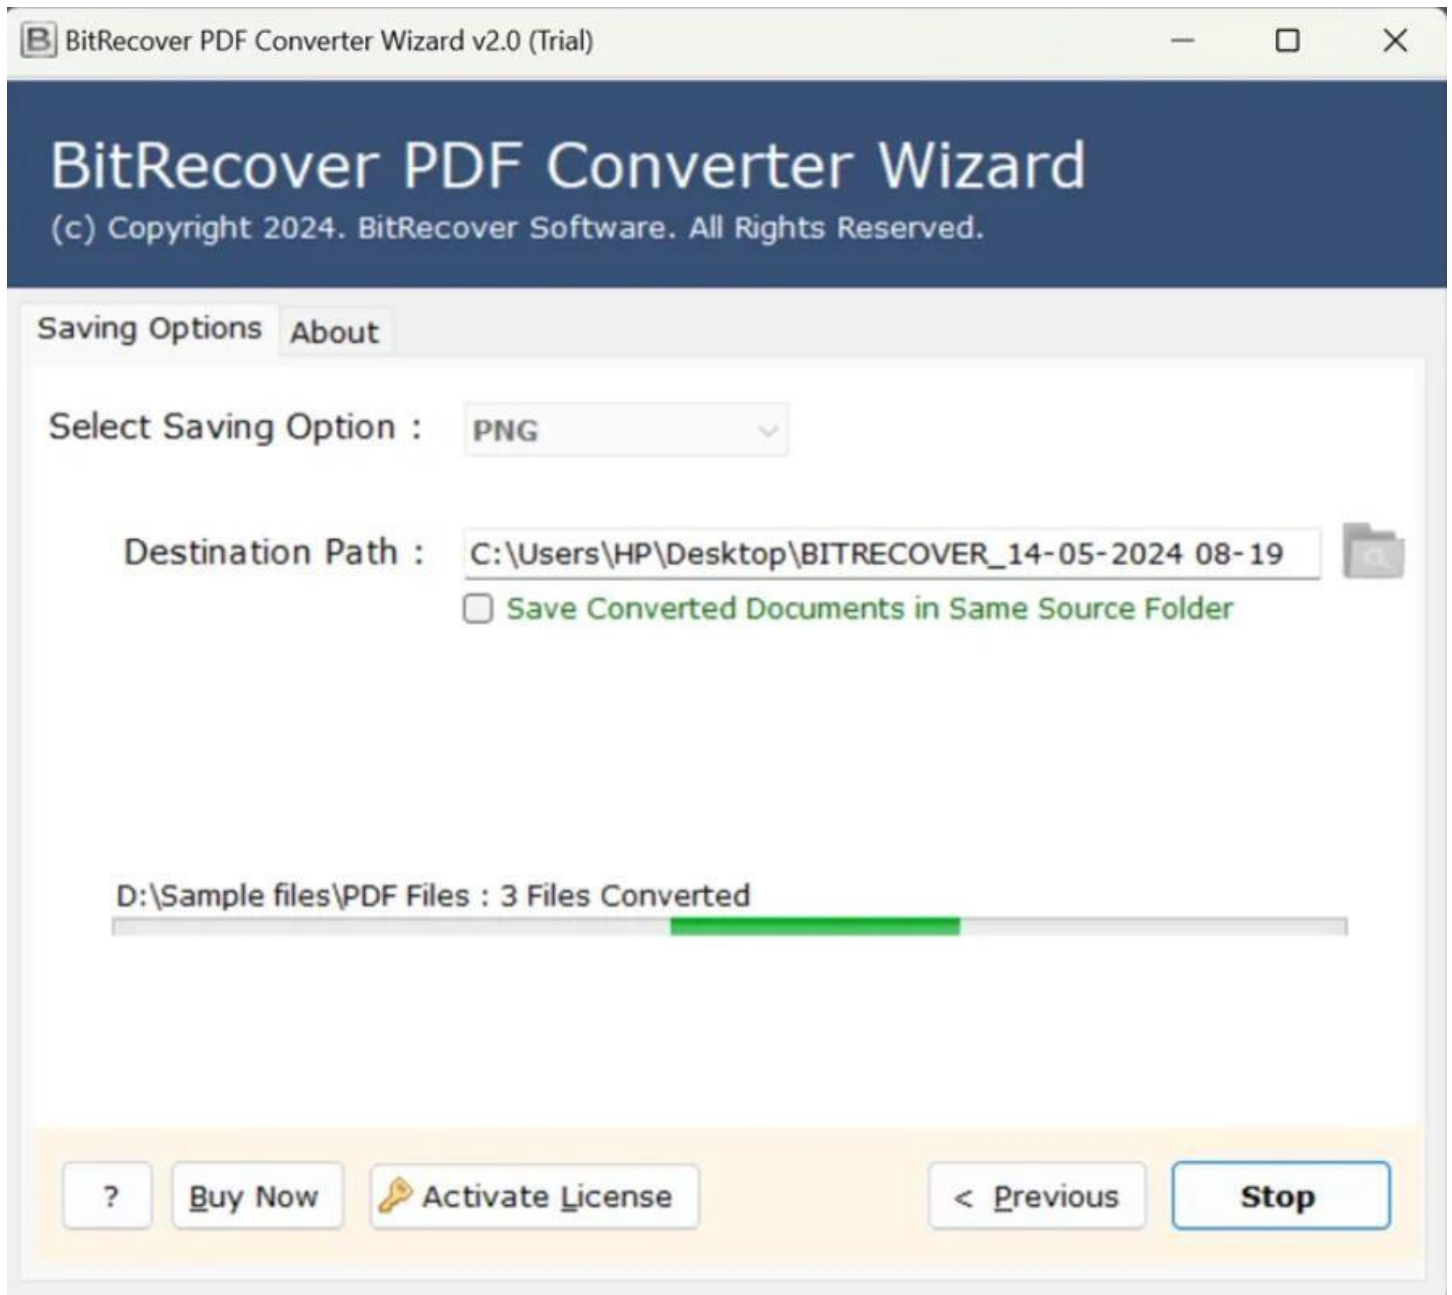 B BitRecover PDF Converter Wizard v2.0 (Trial)
BitRecover PDF Converter Wizard
(c) Copyright 2024. BitRecover Software. All Rights Reserved.
Saving Options About
Select Saving Option : PNG
Destination Path : C:\Users\HP\Desktop\BITRECOVER_14-05-2024 08-19
Save Converted Documents in Same Source Folder
D:\Sample files\PDF Files : 3 Files Converted
? Buy Now Activate License < Previous Stop